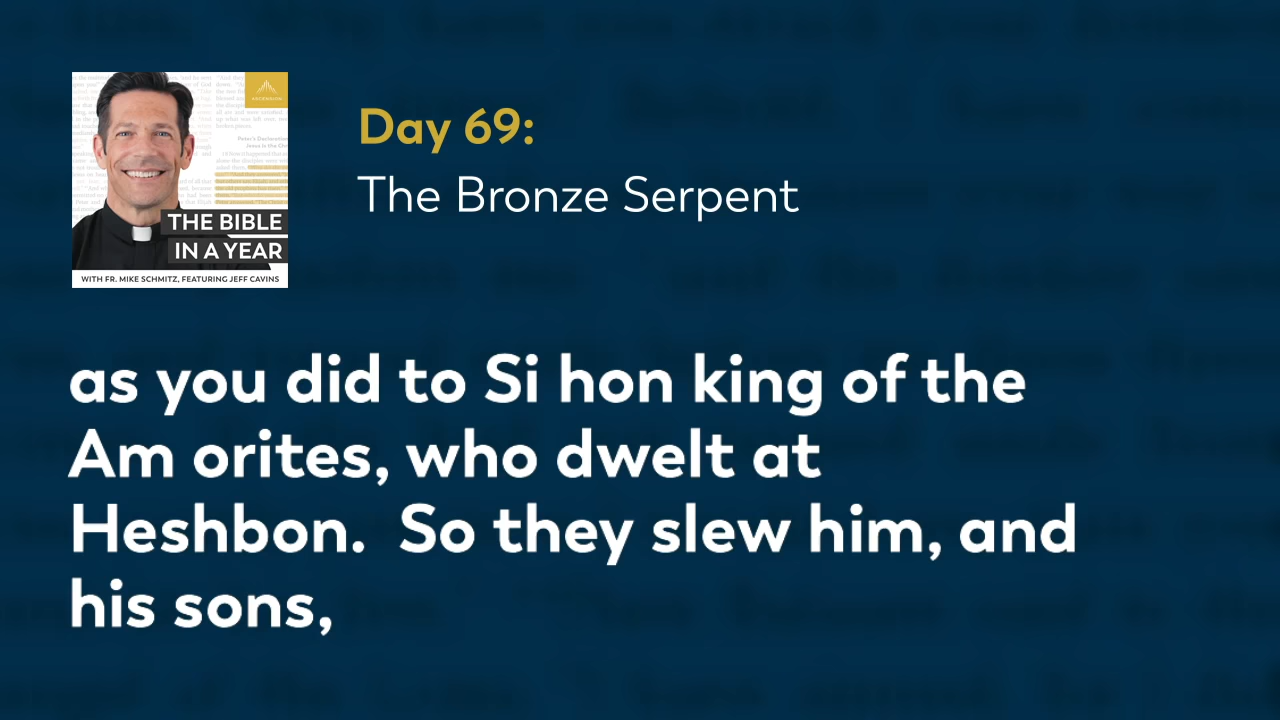 Day 69:
The Bronze Serpent
THE BIBLE
IN A YEAR
WITH FR. MIKE SCHMITZ, FEATURING JEFF CAVINS
as you did to Si hon king of the
Am orites, who dwelt at
Heshbon.  So they slew him, and
his sons,